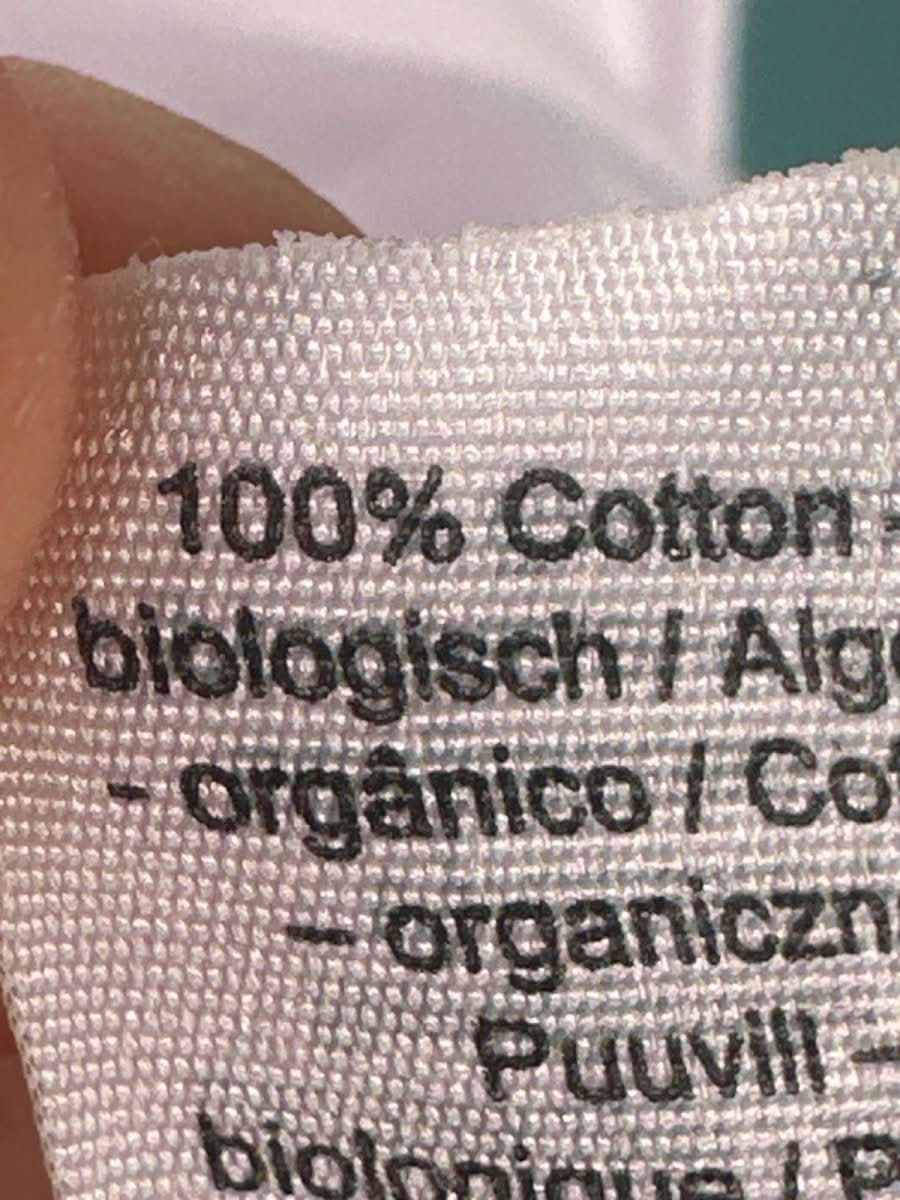 100% Cotton -
biologisch / Alg
- orgânico / Co
– organiczn
Puuvill –
biologique / P